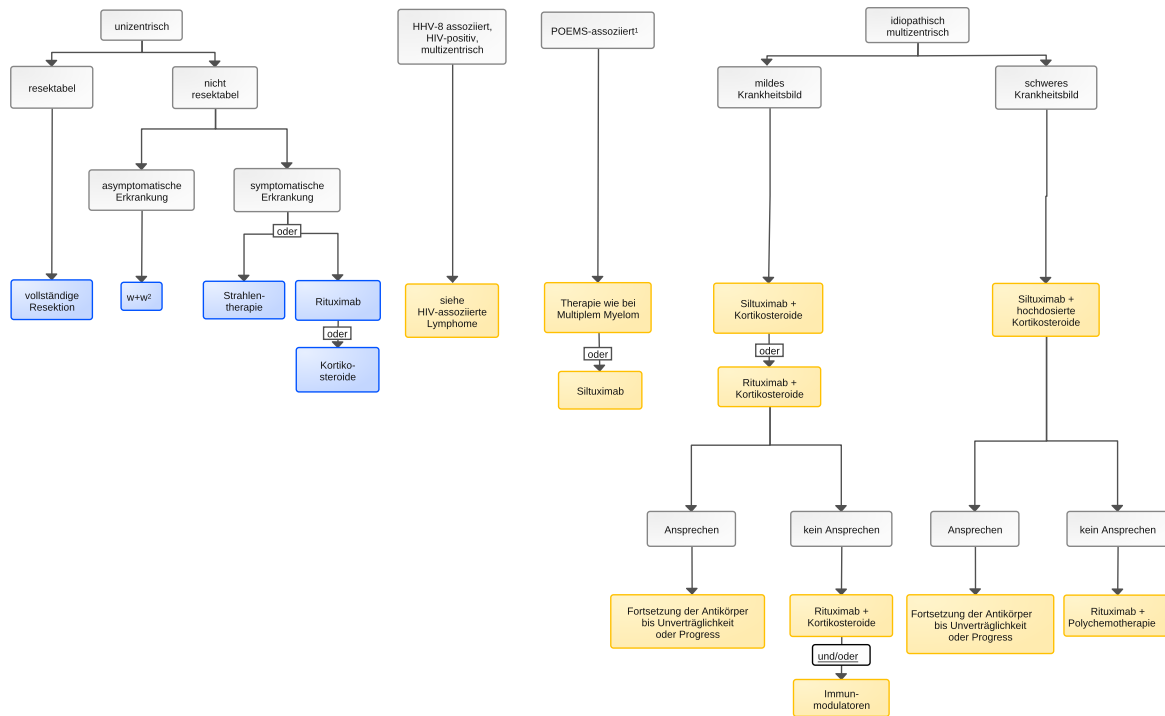 unizentrisch
resektabel
nicht
resektabel
asymptomatische
Erkrankung
symptomatische
Erkrankung
oder
vollständige
Resektion
w+w²
Strahlen-
therapie
Rituximab
oder
Kortiko-
steroide
HHV-8 assoziiert,
HIV-positiv,
multizentrisch
siehe
HIV-assoziierte
Lymphome
POEMS-assoziiert¹
Therapie wie bei
Multiplem Myelom
oder
Siltuximab
idiopathisch
multizentrisch
mildes
Krankheitsbild
schweres
Krankheitsbild
Siltuximab +
Kortikosteroide
oder
Rituximab +
Kortikosteroide
Siltuximab +
hochdosierte
Kortikosteroide
Ansprechen
kein Ansprechen
Ansprechen
kein Ansprechen
Fortsetzung der Antikörper
bis Unverträglichkeit
oder Progress
Rituximab +
Kortikosteroide
und/oder
Immun-
modulatoren
Fortsetzung der Antikörper
bis Unverträglichkeit
oder Progress
Rituximab +
Polychemotherapie